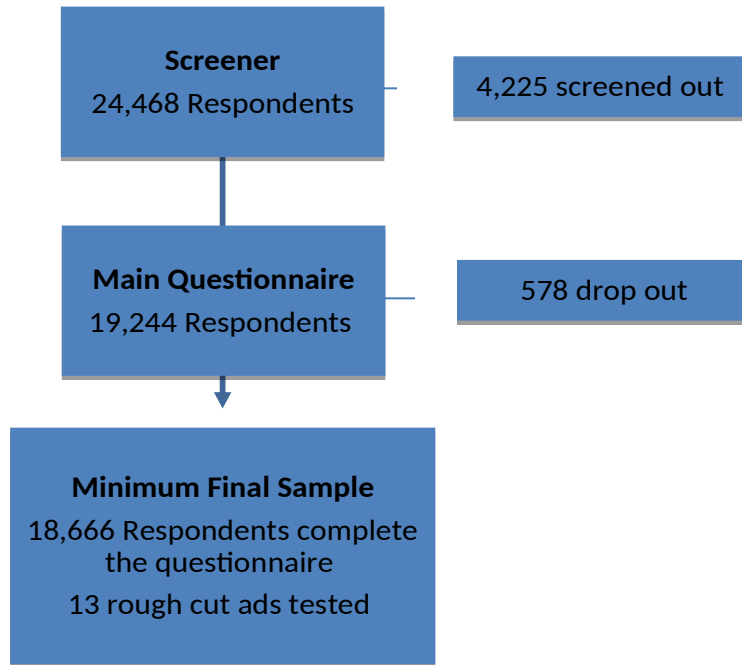 Screener
24,468 Respondents
4,225 screened out
Main Questionnaire
19,244 Respondents
578 drop out
Minimum Final Sample
18,666 Respondents complete
the questionnaire
13 rough cut ads tested